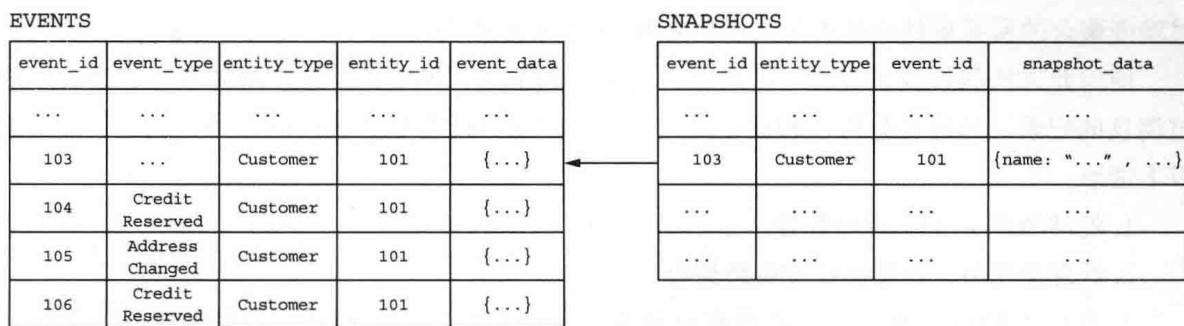 EVENTS
event_id event_type entity_type entity_id event_data
... ... ... ... ...
103 ... Customer 101 {...}
104 Credit Reserved Customer 101 {...}
105 Address Changed Customer 101 {...}
106 Credit Reserved Customer 101 {...}
SNAPSHOTS
event_id entity_type event_id snapshot_data
... ... ... ...
103 Customer 101 {name: “...” , ...}
... ... ... ...
... ... ... ...